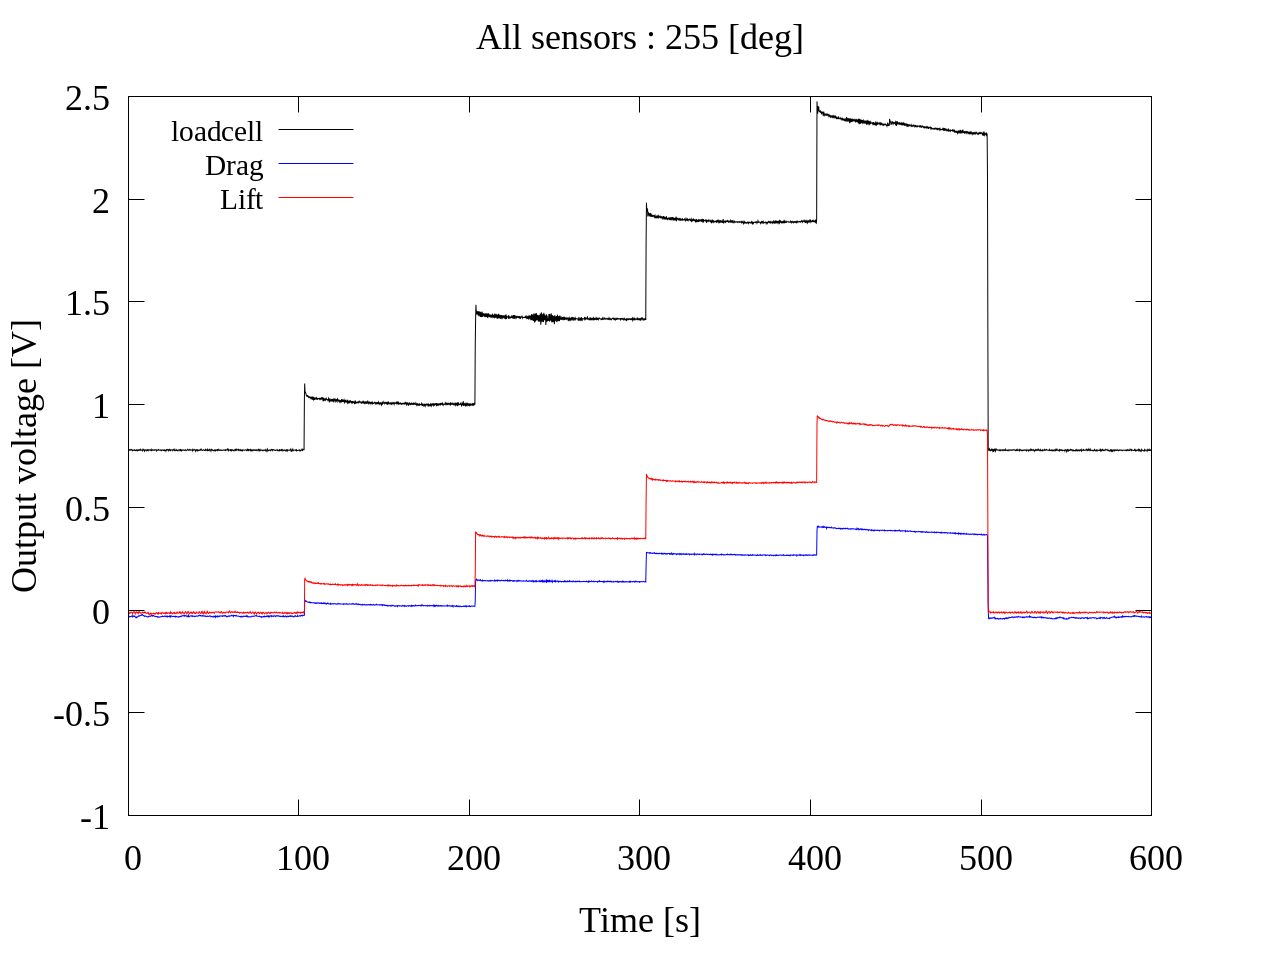 All sensors : 255 [deg]
2.5
2
1.5
1
0.5
0
-0.5
-1
loadcell
Drag
Lift
Output voltage [V]
0 100 200 300 400 500 600
Time [s]